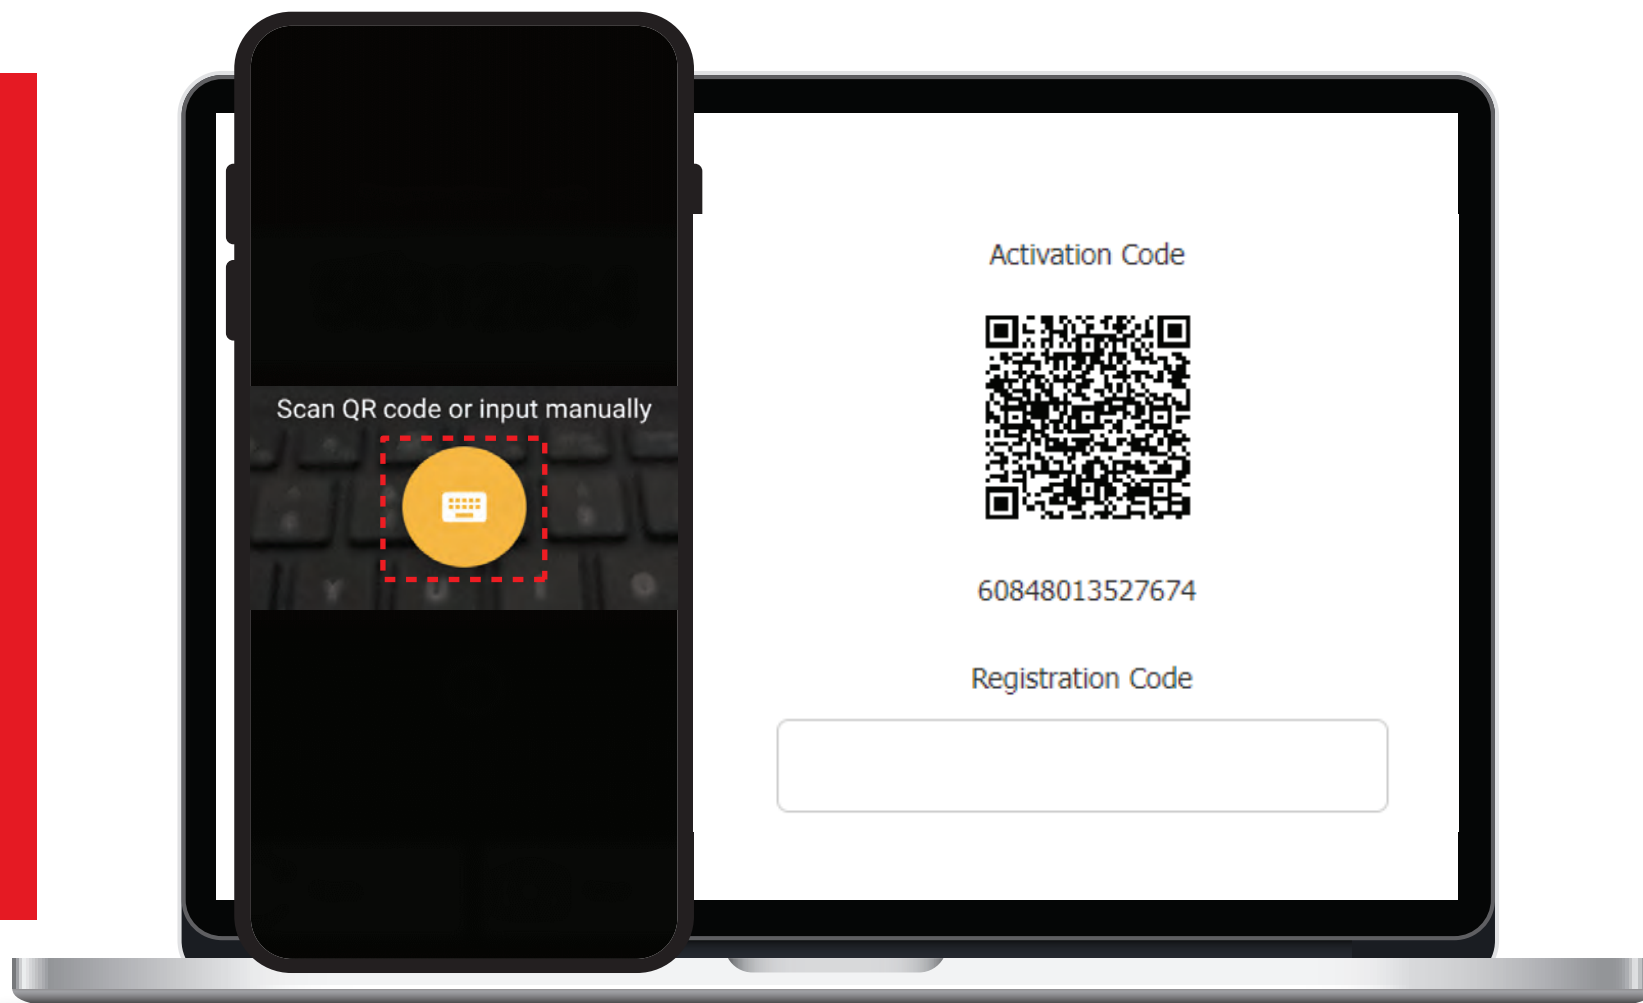 Scan QR code or input manually
Activation Code
60848013527674
Registration Code